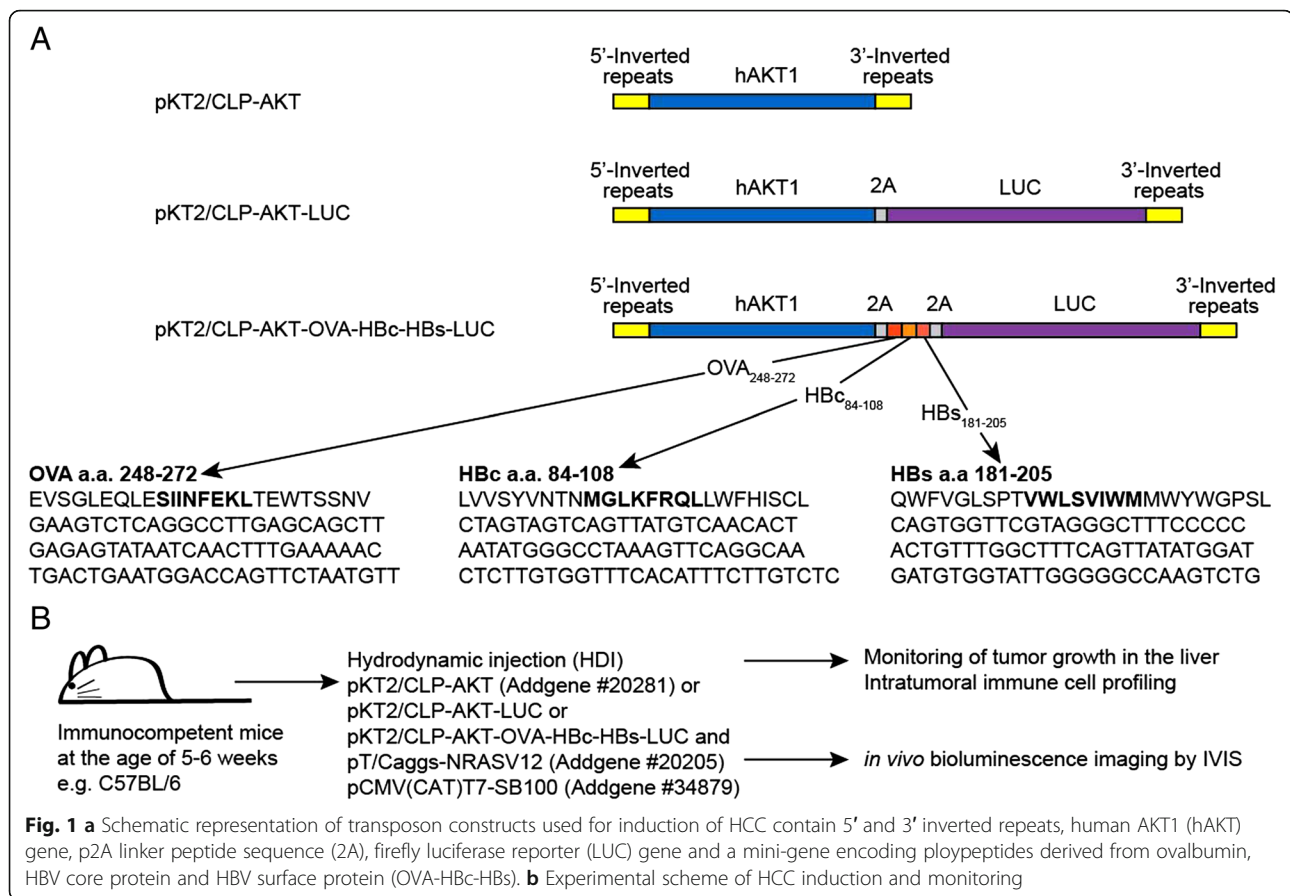 A
5’-Inverted repeats
hAKT1
3’-Inverted repeats
pKT2/CLP-AKT
5’-Inverted repeats
hAKT1
2A
LUC
3’-Inverted repeats
pKT2/CLP-AKT-LUC
5’-Inverted repeats
hAKT1
2A
2A
LUC
3’-Inverted repeats
pKT2/CLP-AKT-OVA-HBc-HBs-LUC
OVA248-272
HBc84-108
HBs181-205
OVA a.a. 248-272
EVSGLEQLESIINFEKLTEWTSSNV
GAAGTCTCAGGCCTTGAGCAGCTT
GAGAGTATAATCAACTTTGAAAAAC
TGACTGAATGGACCAGTTCTAATGTT
HBc a.a. 84-108
LVVSYVNTNMGLKFRQLLWFHISCL
CTAGTAGTCAGTTATGTCAACACT
AATATGGGCCTAAAGTTCAGGCAA
CTCTTGTGGTTTCACATTTCTTGTCTC
HBs a.a 181-205
QWFVGLSPTVWLSVIWMMWYWGPSL
CAGTGGTTCGTAGGGCTTTCCCCC
ACTGTTTGGCTTTCAGTTATATGGAT
GATGTGGTATTGGGGGCCAAGTCTG
B
Immunocompetent mice
at the age of 5-6 weeks
e.g. C57BL/6
Hydrodynamic injection (HDI)
pKT2/CLP-AKT (Addgene #20281) or
pKT2/CLP-AKT-LUC or
pKT2/CLP-AKT-OVA-HBc-HBs-LUC and
pT/Caggs-NRASV12 (Addgene #20205)
pCMV(CAT)T7-SB100 (Addgene #34879)
Monitoring of tumor growth in the liver
Intratumoral immune cell profiling
in vivo bioluminescence imaging by IVIS
Fig. 1 a Schematic representation of transposon constructs used for induction of HCC contain 5′ and 3′ inverted repeats, human AKT1 (hAKT)
gene, p2A linker peptide sequence (2A), firefly luciferase reporter (LUC) gene and a mini-gene encoding ploypeptides derived from ovalbumin,
HBV core protein and HBV surface protein (OVA-HBc-HBs). b Experimental scheme of HCC induction and monitoring